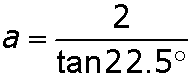 a = 2 / tan22.5°